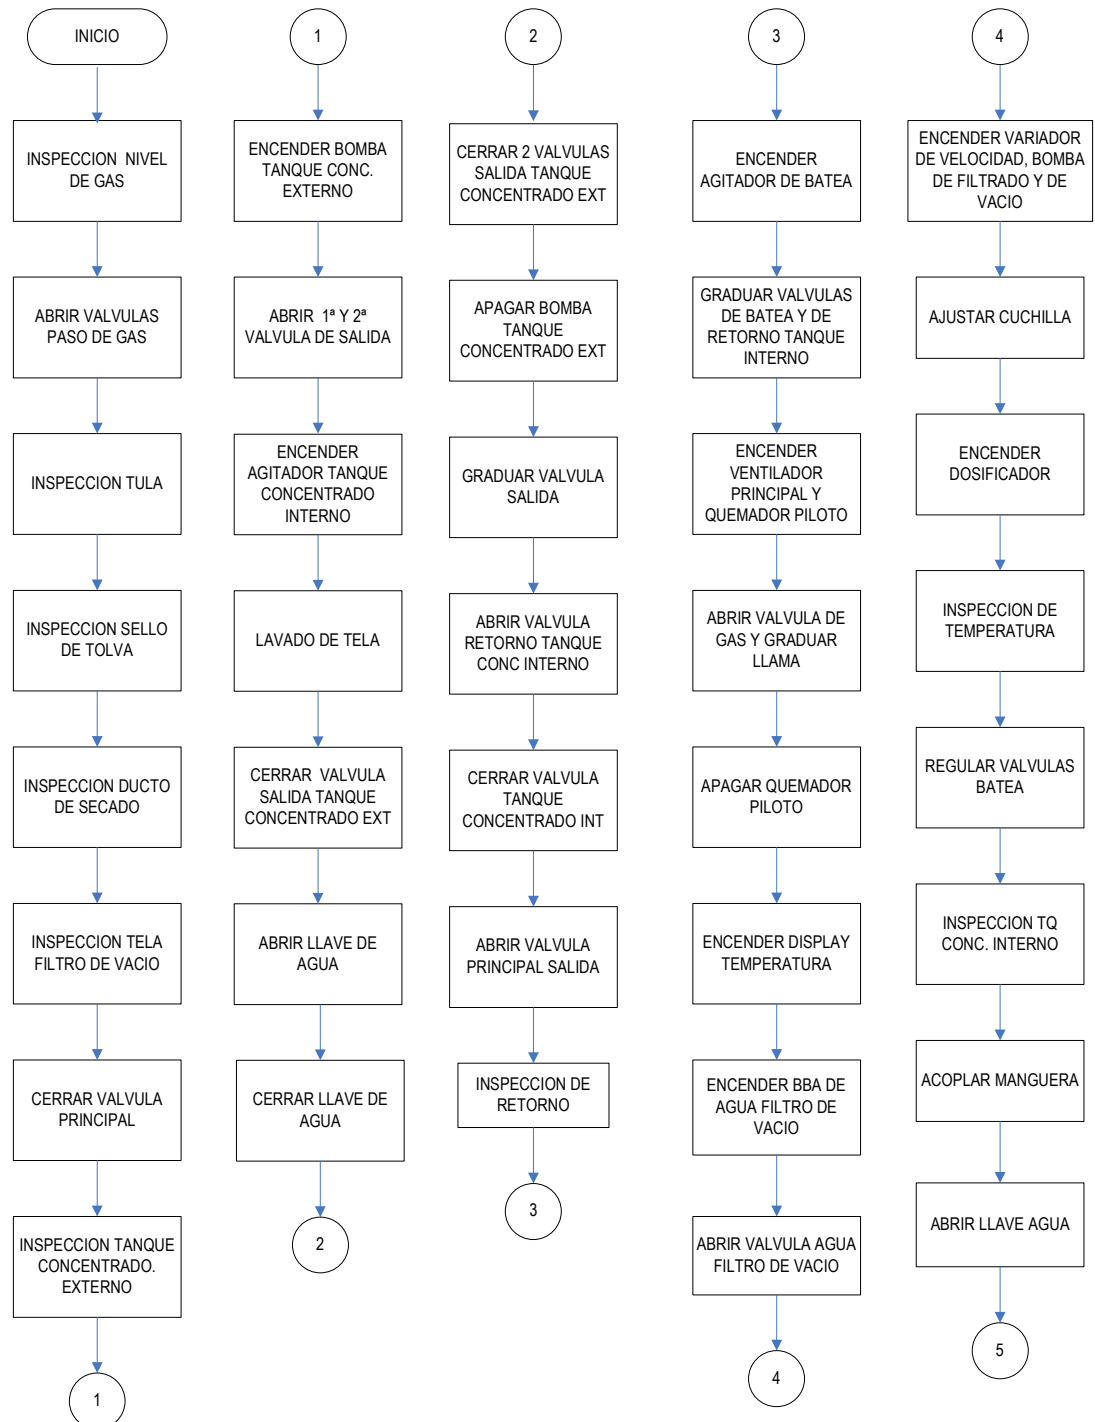 INICIO
INSPECCION NIVEL
DE GAS
ABRIR VALVULAS
PASO DE GAS
INSPECCION TULA
INSPECCION SELLO
DE TOLVA
INSPECCION DUCTO
DE SECADO
INSPECCION TELA
FILTRO DE VACIO
CERRAR VALVULA
PRINCIPAL
INSPECCION TANQUE
CONCENTRADO.
EXTERNO
1
1
ENCENDER BOMBA
TANQUE CONC.
EXTERNO
ABRIR 1ª Y 2ª
VALVULA DE SALIDA
ENCENDER
AGITADOR TANQUE
CONCENTRADO
INTERNO
LAVADO DE TELA
CERRAR VALVULA
SALIDA TANQUE
CONCENTRADO EXT
ABRIR LLAVE DE
AGUA
CERRAR LLAVE DE
AGUA
2
2
CERRAR 2 VALVULAS
SALIDA TANQUE
CONCENTRADO EXT
APAGAR BOMBA
TANQUE
CONCENTRADO EXT
GRADUAR VALVULA
SALIDA
ABRIR VALVULA
RETORNO TANQUE
CONC INTERNO
CERRAR VALVULA
TANQUE
CONCENTRADO INT
ABRIR VALVULA
PRINCIPAL SALIDA
INSPECCION DE
RETORNO
3
3
ENCENDER
AGITADOR DE BATEA
GRADUAR VALVULAS
DE BATEA Y DE
RETORNO TANQUE
INTERNO
ENCENDER
VENTILADOR
PRINCIPAL Y
QUEMADOR PILOTO
ABRIR VALVULA DE
GAS Y GRADUAR
LLAMA
APAGAR QUEMADOR
PILOTO
ENCENDER DISPLAY
TEMPERATURA
ENCENDER BBA DE
AGUA FILTRO DE
VACIO
ABRIR VALVULA AGUA
FILTRO DE VACIO
4
4
ENCENDER VARIADOR
DE VELOCIDAD, BOMBA
DE FILTRADO Y DE
VACIO
AJUSTAR CUCHILLA
ENCENDER
DOSIFICADOR
INSPECCION DE
TEMPERATURA
REGULAR VALVULAS
BATEA
INSPECCION TQ
CONC. INTERNO
ACOPLAR MANGUERA
ABRIR LLAVE AGUA
5